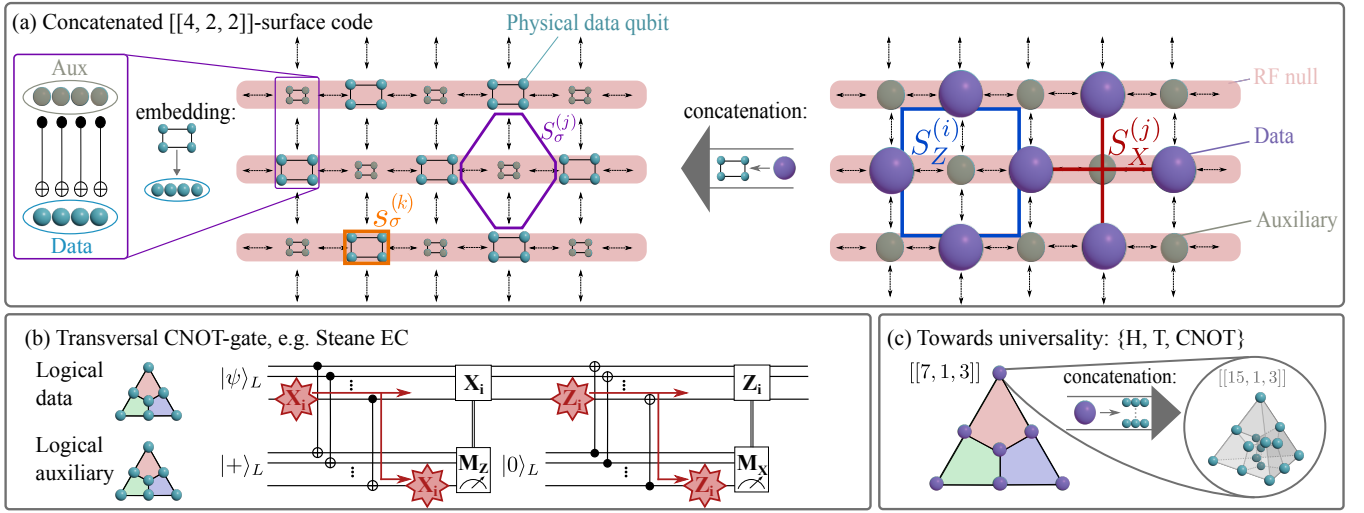 (a) Concatenated [[4, 2, 2]]-surface code
Physical data qubit
Aux
embedding:
Data
S_σ^(j)
s_σ^(k)
concatenation:
S_Z^(i)
S_X^(j)
RF null
Data
Auxiliary
(b) Transversal CNOT-gate, e.g. Steane EC
Logical
data
Logical
auxiliary
|ψ⟩_L
X_i
X_i
Z_i
Z_i
|+⟩_L
X_i
M_Z
|0⟩_L
Z_i
M_X
(c) Towards universality: {H, T, CNOT}
[[7, 1, 3]]
concatenation:
[[15, 1, 3]]